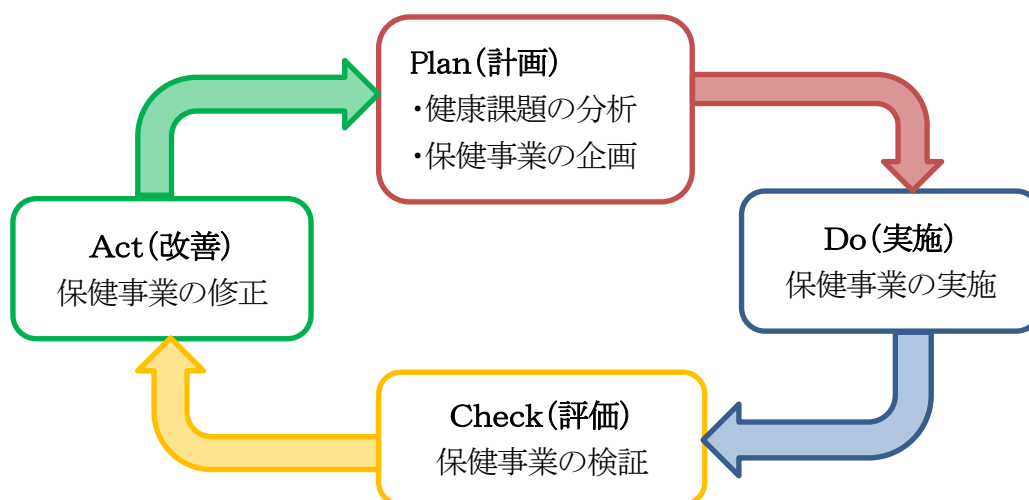 Plan(計画)
・健康課題の分析
・保健事業の企画
Do(実施)
保健事業の実施
Check(評価)
保健事業の検証
Act(改善)
保健事業の修正